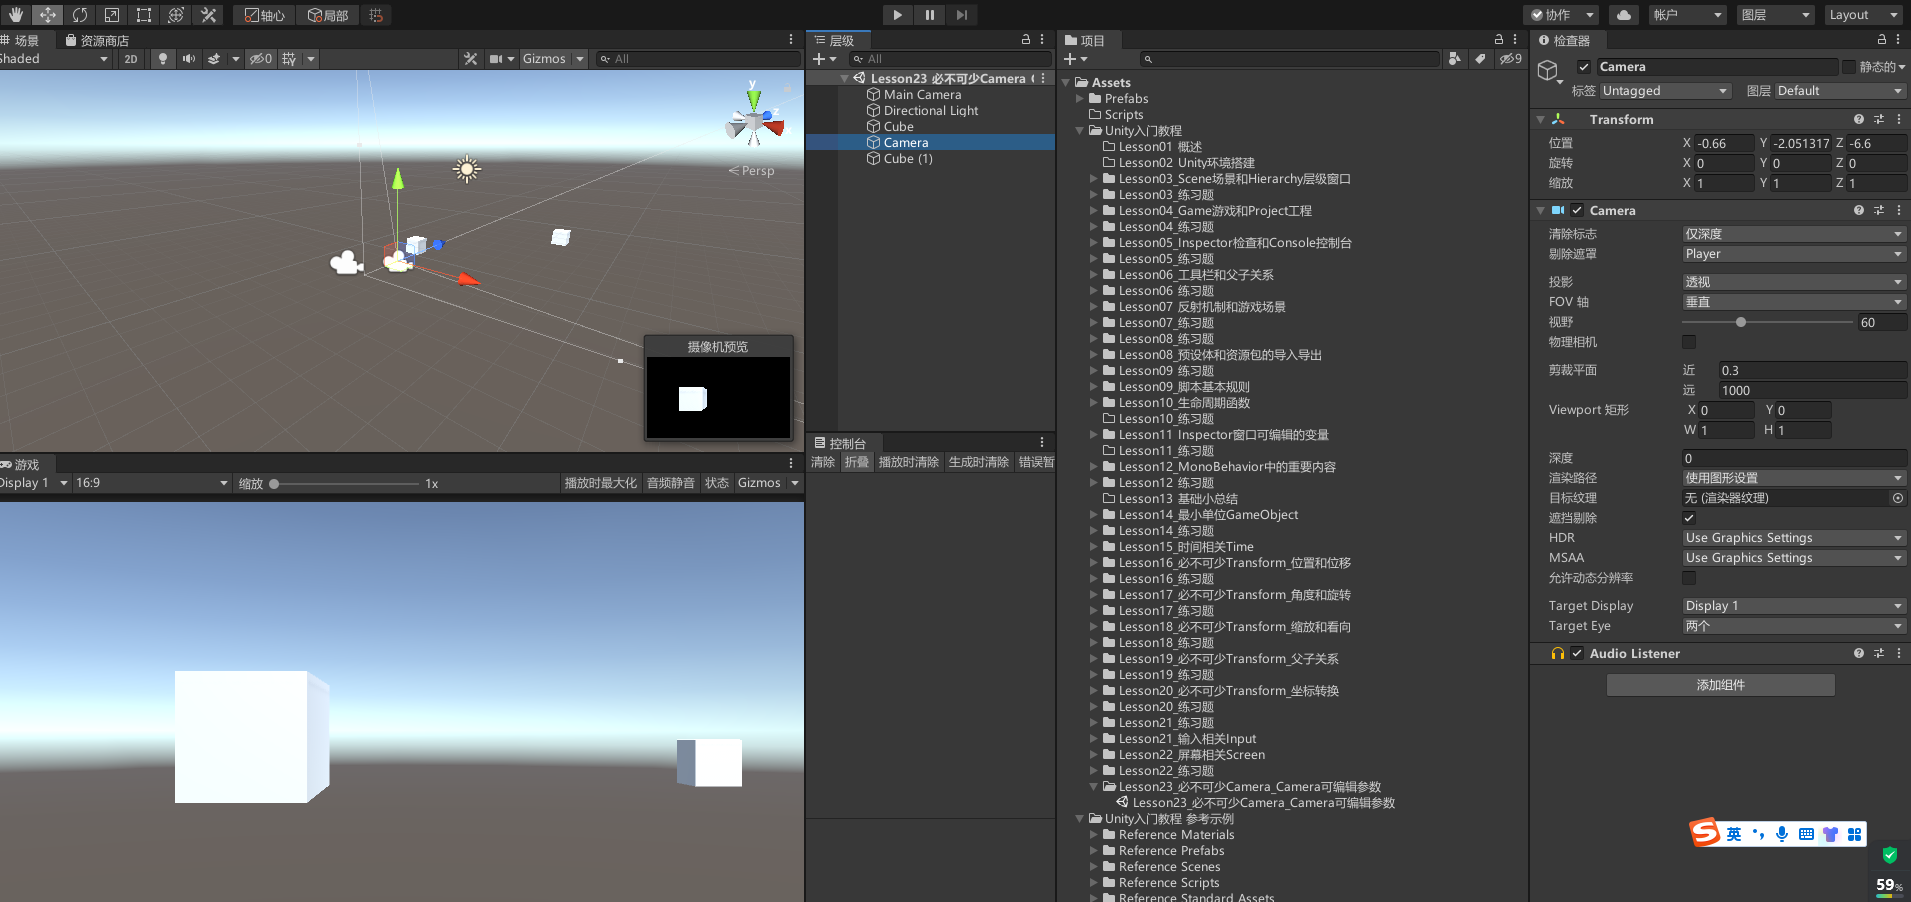 轴心 局部
协作 帐户 图层 Layout
场景 资源商店
Shaded 2D 0 Gizmos All
y
z
Persp
摄像机预览
游戏
Display 1 16:9 缩放 1x 播放时最大化 音频静音 状态 Gizmos
层级
All
Lesson23_必不可少Camera_
Main Camera
Directional Light
Cube
Camera
Cube (1)
控制台
清除 折叠 播放时清除 生成时清除 错误暂
项目
9
Assets
Prefabs
Scripts
Unity入门教程
Lesson01_概述
Lesson02_Unity环境搭建
Lesson03_Scene场景和Hierarchy层级窗口
Lesson03_练习题
Lesson04_Game游戏和Project工程
Lesson04_练习题
Lesson05_Inspector检查和Console控制台
Lesson05_练习题
Lesson06_工具栏和父子关系
Lesson06_练习题
Lesson07_反射机制和游戏场景
Lesson07_练习题
Lesson08_练习题
Lesson08_预设体和资源包的导入导出
Lesson09_练习题
Lesson09_脚本基本规则
Lesson10_生命周期函数
Lesson10_练习题
Lesson11_Inspector窗口可编辑的变量
Lesson11_练习题
Lesson12_MonoBehavior中的重要内容
Lesson12_练习题
Lesson13_基础小总结
Lesson14_最小单位GameObject
Lesson14_练习题
Lesson15_时间相关Time
Lesson16_必不可少Transform_位置和位移
Lesson16_练习题
Lesson17_必不可少Transform_角度和旋转
Lesson17_练习题
Lesson18_必不可少Transform_缩放和看向
Lesson18_练习题
Lesson19_必不可少Transform_父子关系
Lesson19_练习题
Lesson20_必不可少Transform_坐标转换
Lesson20_练习题
Lesson21_练习题
Lesson21_输入相关Input
Lesson22_屏幕相关Screen
Lesson22_练习题
Lesson23_必不可少Camera_Camera可编辑参数
Lesson23_必不可少Camera_Camera可编辑参数
Unity入门教程 参考示例
Reference Materials
Reference Prefabs
Reference Scenes
Reference Scripts
Reference Standard Assets
检查器
Camera 静态的
标签 Untagged 图层 Default
Transform
位置 X -0.66 Y -2.051317 Z -6.6
旋转 X 0 Y 0 Z 0
缩放 X 1 Y 1 Z 1
Camera
清除标志 仅深度
剔除遮罩 Player
投影 透视
FOV 轴 垂直
视野 60
物理相机
剪裁平面 近 0.3
远 1000
Viewport 矩形 X 0 Y 0
W 1 H 1
深度 0
渲染路径 使用图形设置
目标纹理 无 (渲染器纹理)
遮挡剔除
HDR Use Graphics Settings
MSAA Use Graphics Settings
允许动态分辨率
Target Display Display 1
Target Eye 两个
Audio Listener
添加组件
S 英
59%